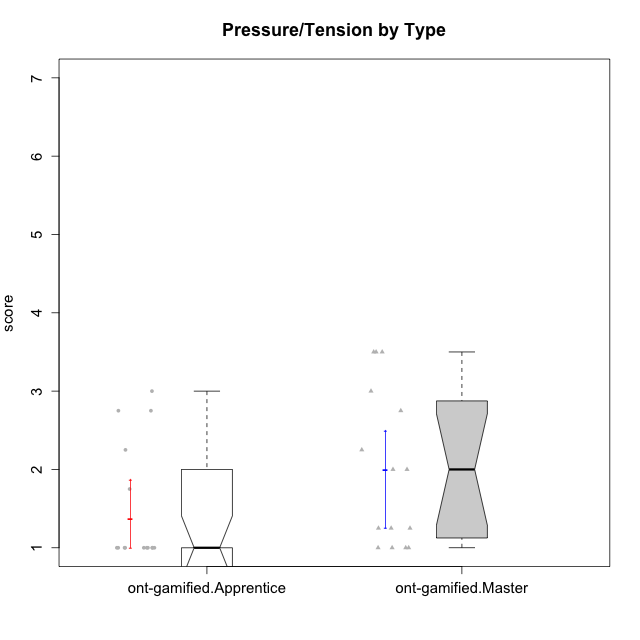 Pressure/Tension by Type
score
7
6
5
4
3
2
1
ont-gamified.Apprentice
ont-gamified.Master